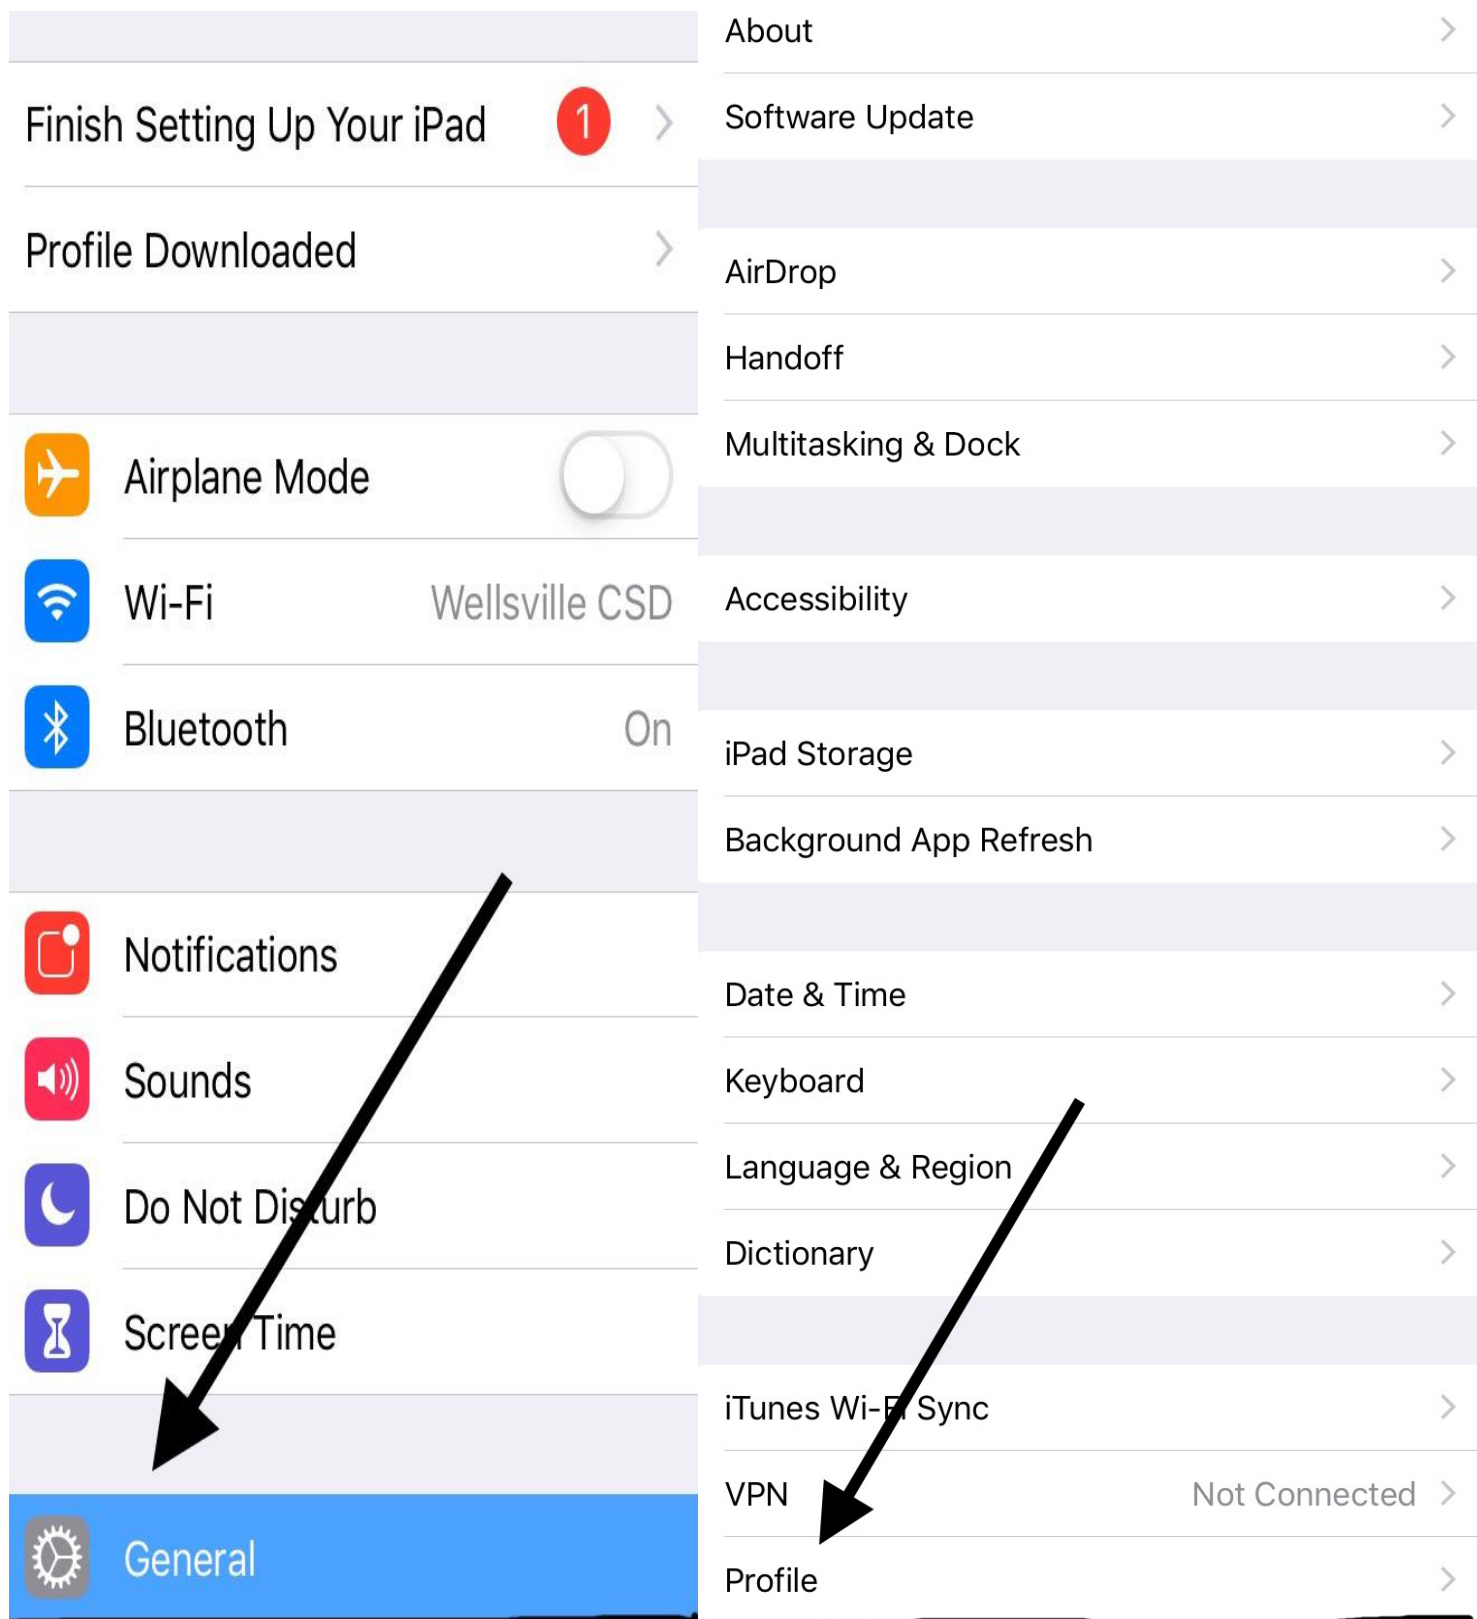 Finish Setting Up Your iPad 1
Profile Downloaded
Airplane Mode
Wi-Fi Wellsville CSD
Bluetooth On
Notifications
Sounds
Do Not Disturb
Screen Time
General
About
Software Update
AirDrop
Handoff
Multitasking & Dock
Accessibility
iPad Storage
Background App Refresh
Date & Time
Keyboard
Language & Region
Dictionary
iTunes Wi-Fi Sync
VPN Not Connected
Profile